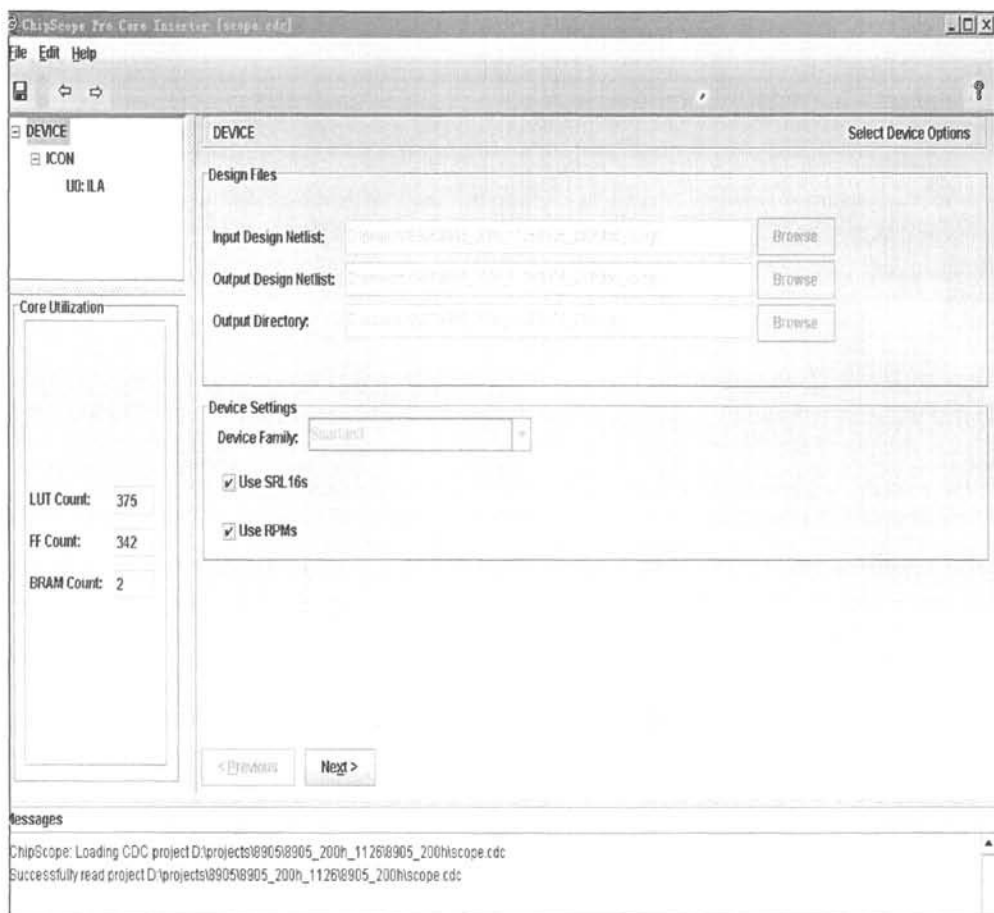 ChipScope Pro Core Inserter [scope.cdc]
File Edit Help
DEVICE
ICON
U0: ILA
DEVICE
Select Device Options
Design Files
Input Design Netlist:
Browse
Output Design Netlist:
Browse
Output Directory:
Browse
Core Utilization
LUT Count: 375
FF Count: 342
BRAM Count: 2
Device Settings
Device Family: Spartan3
Use SRL16s
Use RPMs
< Previous
Next >
Messages
ChipScope: Loading CDC project D:\projects\8905\8905_200h_1126\8905_200h\scope.cdc
Successfully read project D:\projects\8905\8905_200h_1126\8905_200h\scope.cdc